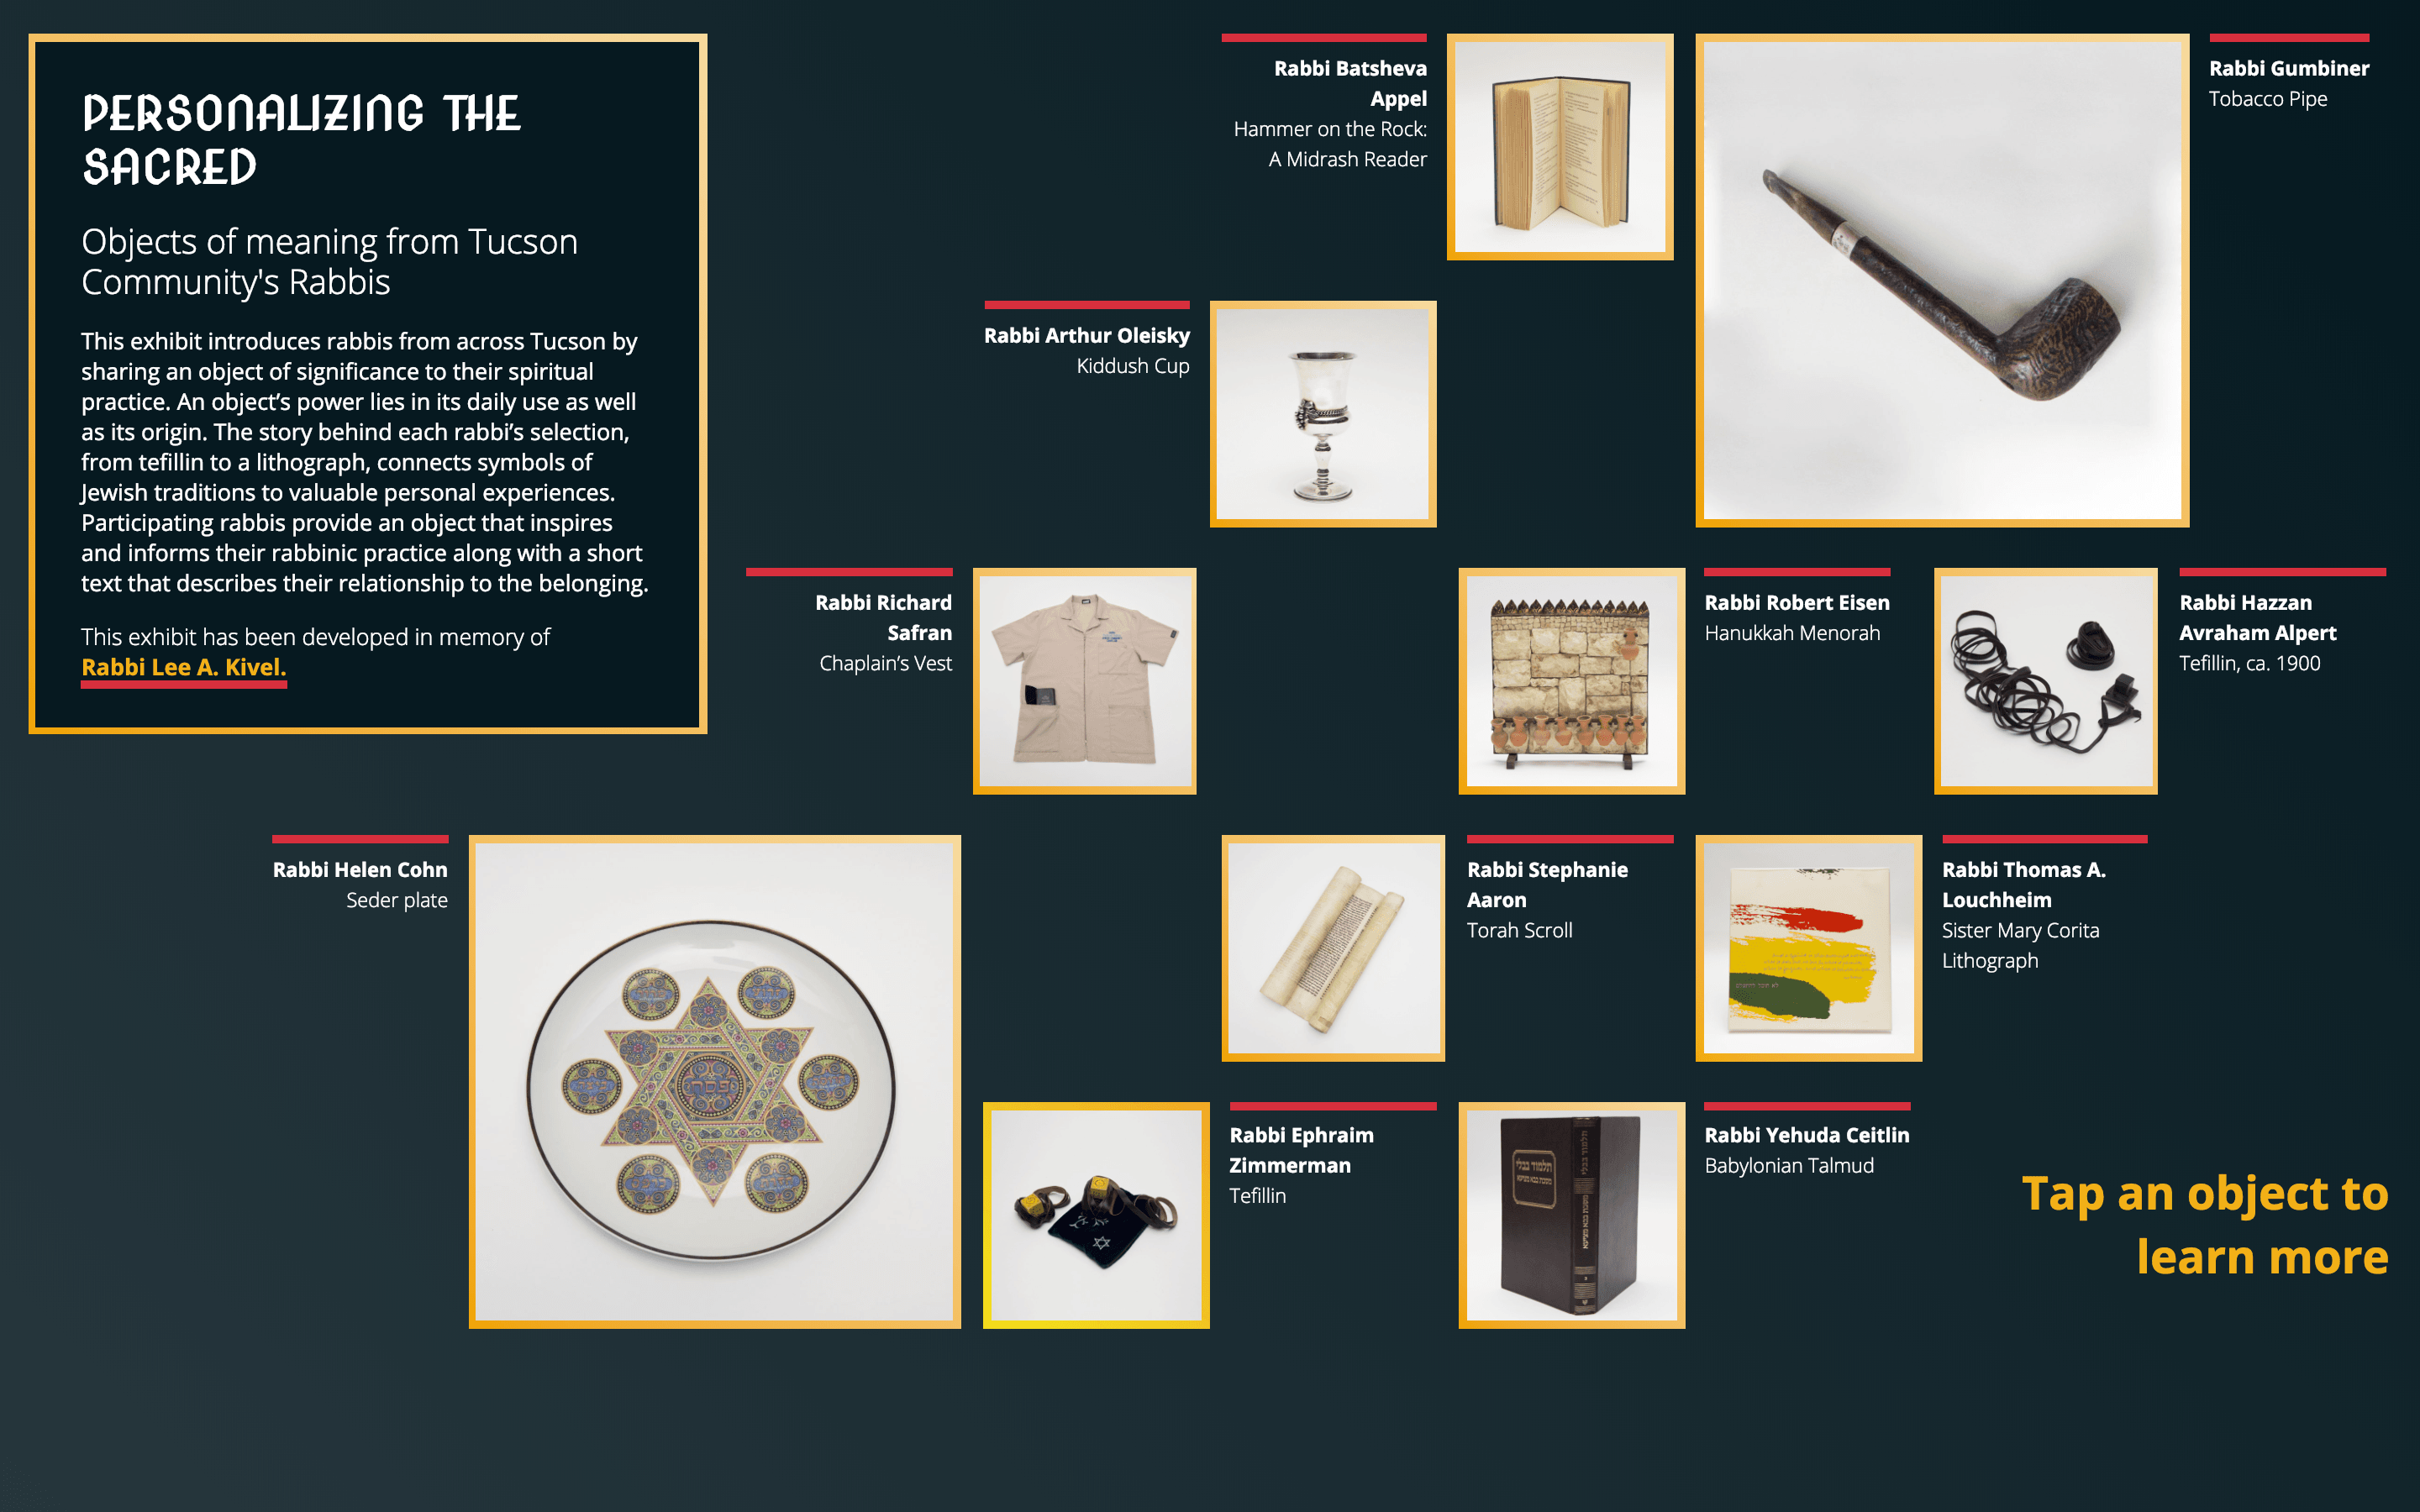 PERSONALIZING THE
SACRED
Objects of meaning from Tucson
Community's Rabbis
This exhibit introduces rabbis from across Tucson by
sharing an object of significance to their spiritual
practice. An object’s power lies in its daily use as well
as its origin. The story behind each rabbi’s selection,
from tefillin to a lithograph, connects symbols of
Jewish traditions to valuable personal experiences.
Participating rabbis provide an object that inspires
and informs their rabbinic practice along with a short
text that describes their relationship to the belonging.
This exhibit has been developed in memory of
Rabbi Lee A. Kivel.
Rabbi Batsheva
Appel
Hammer on the Rock:
A Midrash Reader
Rabbi Gumbiner
Tobacco Pipe
Rabbi Arthur Oleisky
Kiddush Cup
Rabbi Richard
Safran
Chaplain’s Vest
Rabbi Robert Eisen
Hanukkah Menorah
Rabbi Hazzan
Avraham Alpert
Tefillin, ca. 1900
Rabbi Helen Cohn
Seder plate
פסח
Rabbi Stephanie
Aaron
Torah Scroll
Rabbi Thomas A.
Louchheim
Sister Mary Corita
Lithograph
Rabbi Ephraim
Zimmerman
Tefillin
תלמוד בבלי
מסכת בבא מציעא
Rabbi Yehuda Ceitlin
Babylonian Talmud
Tap an object to
learn more